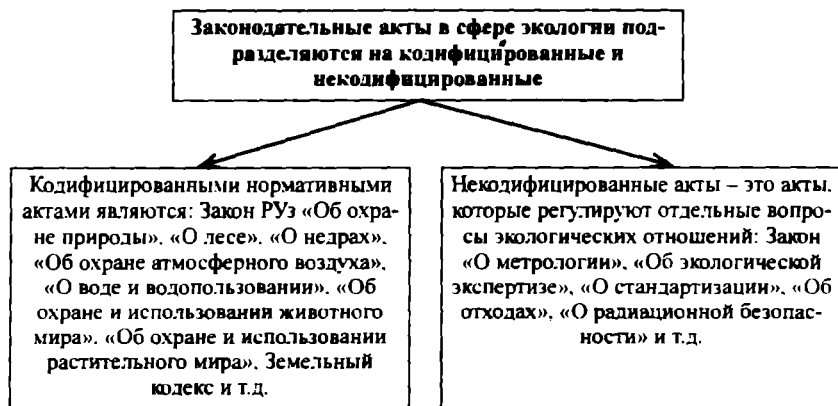 Законодательные акты в сфере экологии под-
разделяются на кодифицированные и
некодифицированные
Кодифицированными нормативными
актами являются: Закон РУз «Об охра-
не природы», «О лесе», «О недрах»,
«Об охране атмосферного воздуха»,
«О воде и водопользовании», «Об
охране и использования животного
мира», «Об охране и использовании
растительного мира», Земельный
кодекс и т.д.
Некодифицированные акты – это акты,
которые регулируют отдельные вопро-
сы экологических отношений: Закон
«О метрологии», «Об экологической
экспертизе», «О стандартизации», «Об
отходах», «О радиационной безопас-
ности» и т.д.